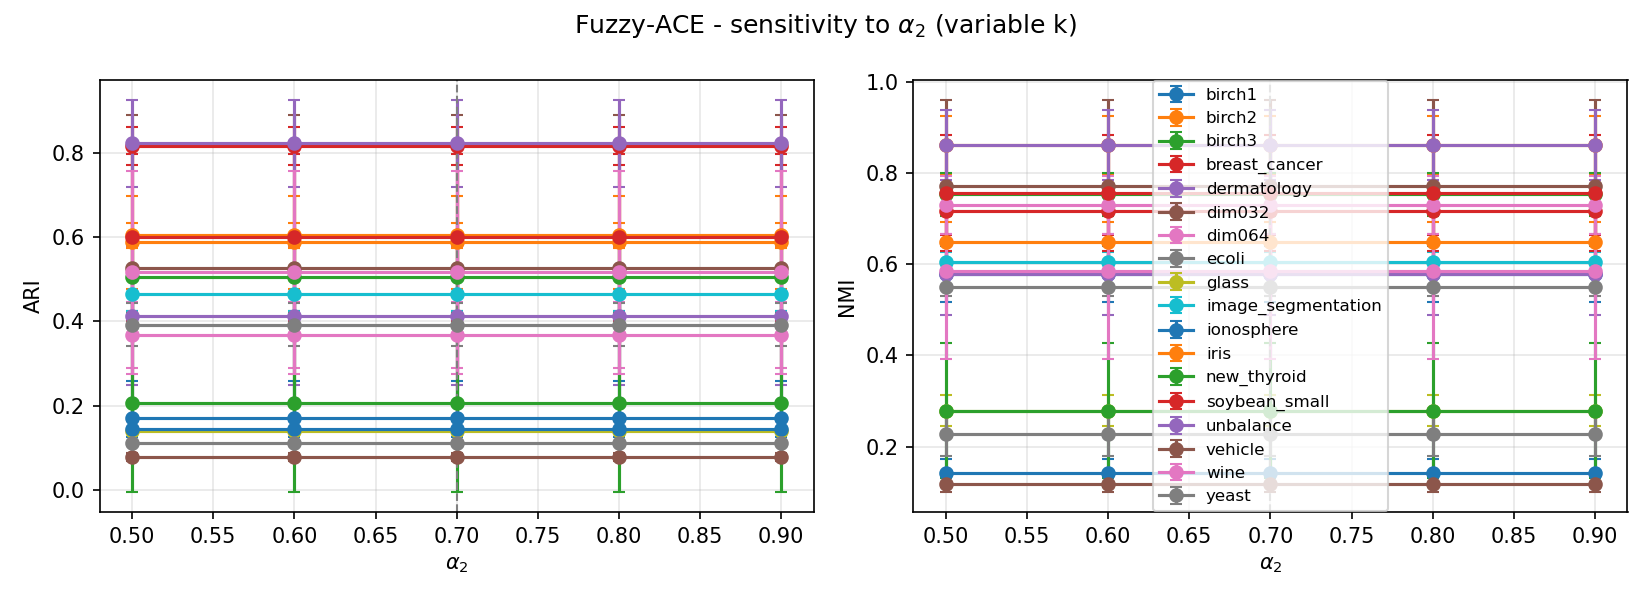 Fuzzy-ACE - sensitivity to α₂ (variable k)
ARI
0.8
0.6
0.4
0.2
0.0
0.50 0.55 0.60 0.65 0.70 0.75 0.80 0.85 0.90
α₂
NMI
1.0
0.8
0.6
0.4
0.2
birch1
birch2
birch3
breast_cancer
dermatology
dim032
dim064
ecoli
glass
image_segmentation
ionosphere
iris
new_thyroid
soybean_small
unbalance
vehicle
wine
yeast
0.50 0.55 0.60 0.65 0.70 0.75 0.80 0.85 0.90
α₂